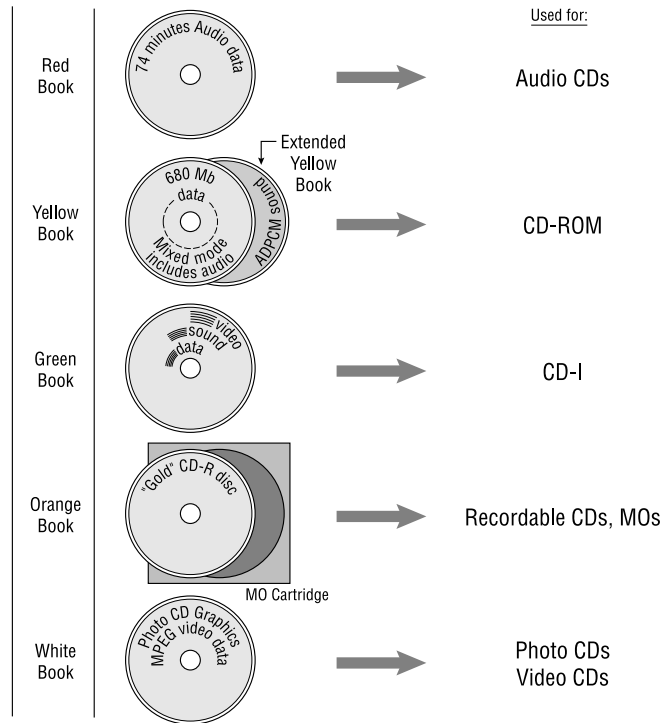 Used for:
Red
Book
74 minutes Audio data
Audio CDs
Extended
Yellow
Book
Yellow
Book
680 Mb
data
Mixed mode
includes audio
ADPCM sound
CD-ROM
Green
Book
video
sound
data
CD-I
Orange
Book
"Gold" CD-R disc
MO Cartridge
Recordable CDs, MOs
White
Book
Photo CD Graphics
MPEG video data
Photo CDs
Video CDs